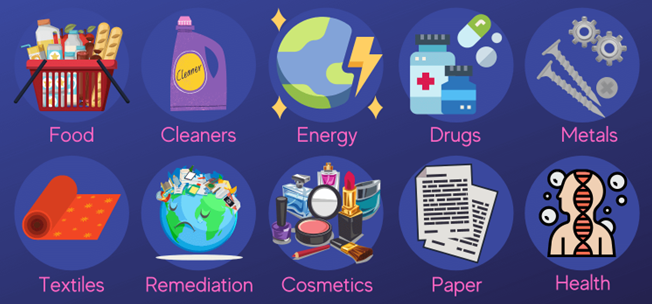 Food
Cleaner
Cleaners
Energy
Drugs
Metals
Textiles
Remediation
Cosmetics
Paper
Health